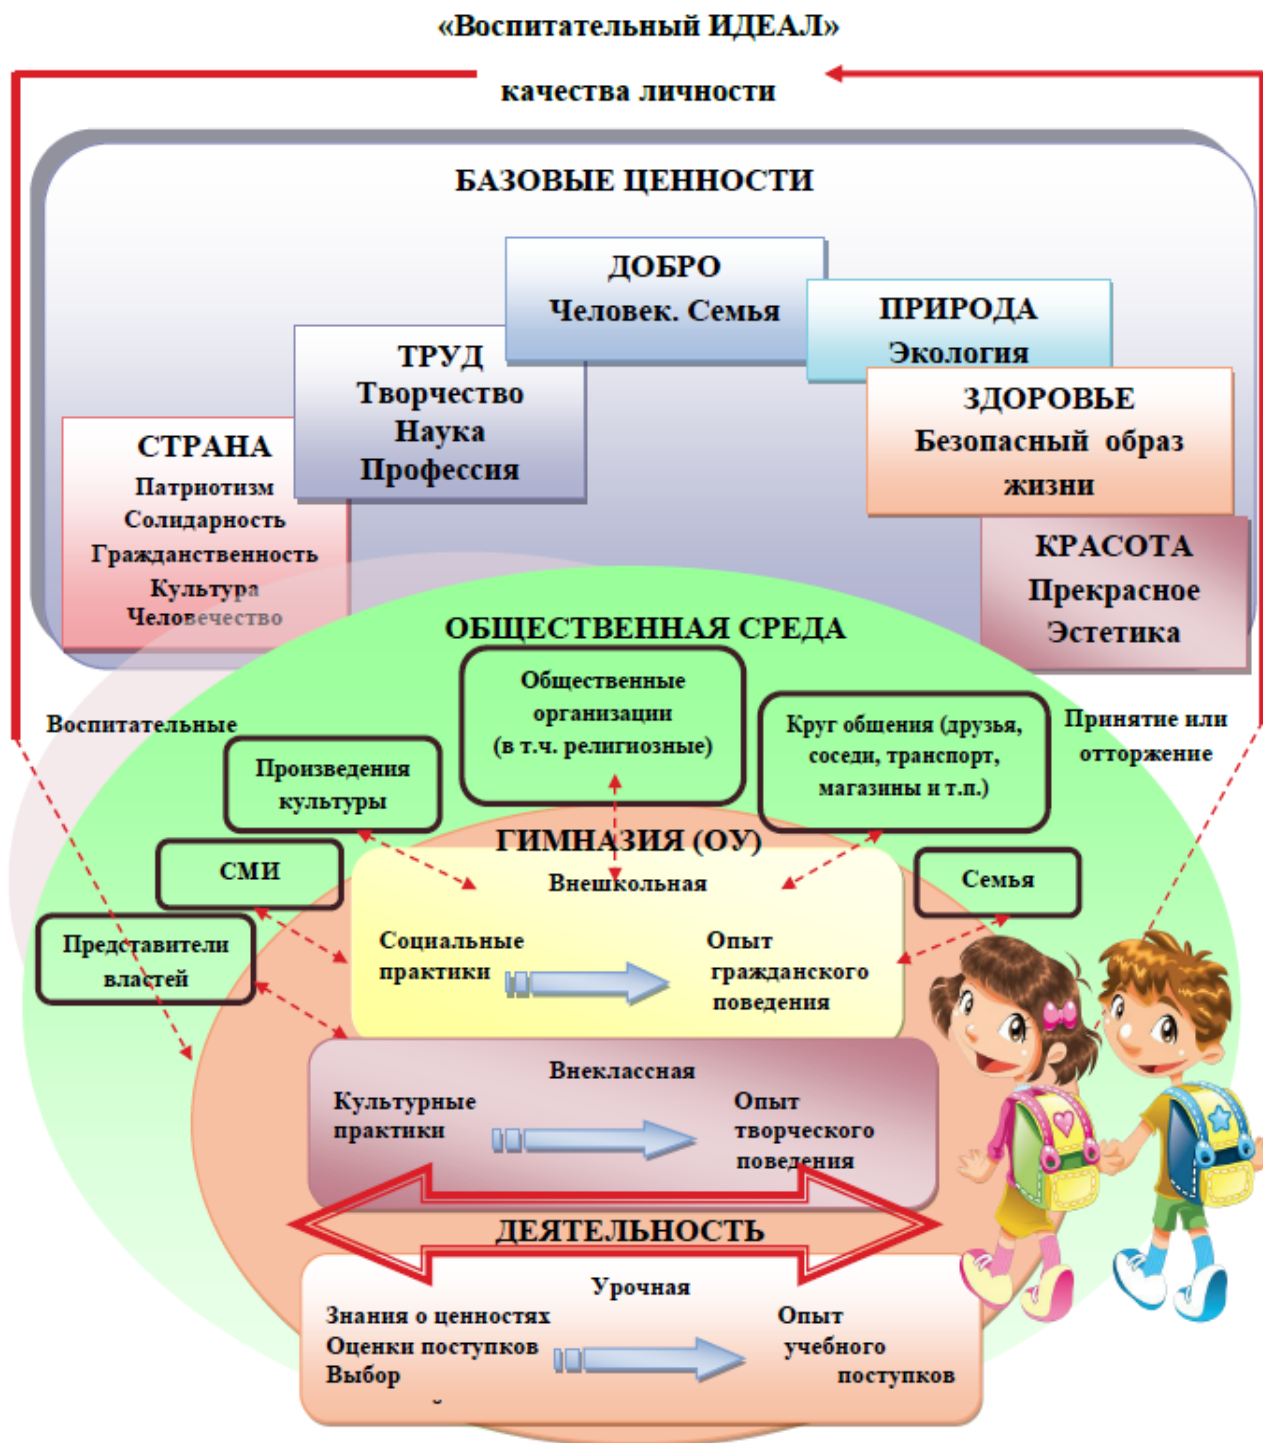 «Воспитательный ИДЕАЛ»
качества личности
БАЗОВЫЕ ЦЕННОСТИ
СТРАНА
Патриотизм
Солидарность
Гражданственность
Культура
Человечество
ТРУД
Творчество
Наука
Профессия
ДОБРО
Человек. Семья
ПРИРОДА
Экология
ЗДОРОВЬЕ
Безопасный образ
жизни
КРАСОТА
Прекрасное
Эстетика
ОБЩЕСТВЕННАЯ СРЕДА
Воспитательные
Принятие или
отторжение
Представители
властей
СМИ
Произведения
культуры
Общественные
организации
(в т.ч. религиозные)
Круг общения (друзья,
соседи, транспорт,
магазины и т.п.)
Семья
ГИМНАЗИЯ (ОУ)
Внешкольная
Социальные
практики
Опыт
гражданского
поведения
Внеклассная
Культурные
практики
Опыт
творческого
поведения
ДЕЯТЕЛЬНОСТЬ
Урочная
Знания о ценностях
Оценки поступков
Выбор
Опыт
учебного
поступков